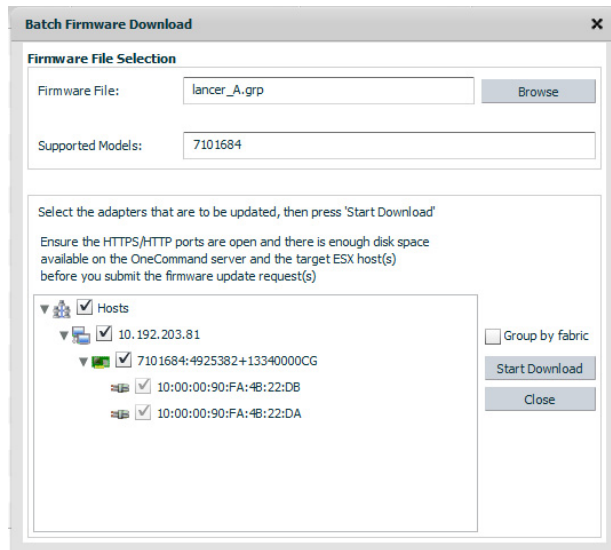 Batch Firmware Download
Firmware File Selection
Firmware File: lancer_A.grp Browse
Supported Models: 7101684
Select the adapters that are to be updated, then press 'Start Download'
Ensure the HTTPS/HTTP ports are open and there is enough disk space
available on the OneCommand server and the target ESX host(s)
before you submit the firmware update request(s)
Hosts
10.192.203.81
7101684:4925382+13340000CG
10:00:00:90:FA:4B:22:DB
10:00:00:90:FA:4B:22:DA
Group by fabric
Start Download
Close